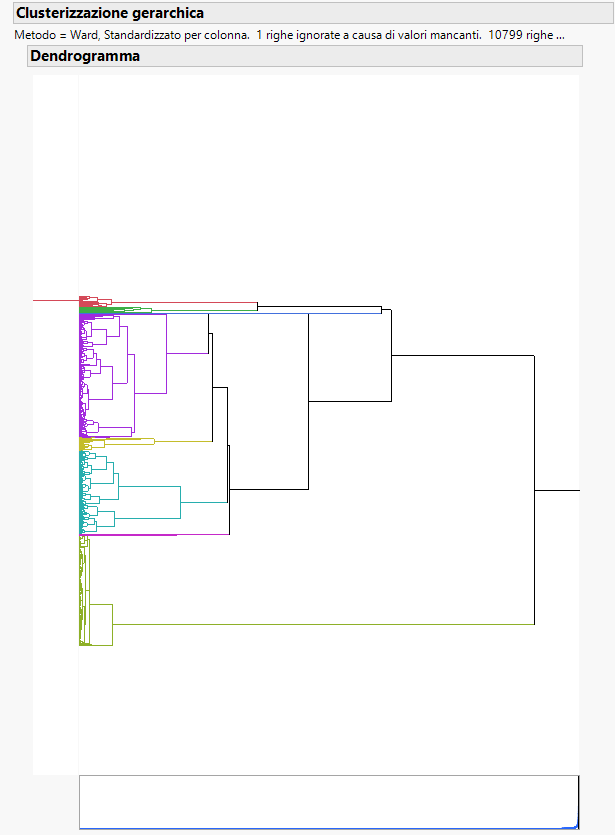 Clusterizzazione gerarchica
Metodo = Ward, Standardizzato per colonna.  1 righe ignorate a causa di valori mancanti.  10799 righe ...
Dendrogramma